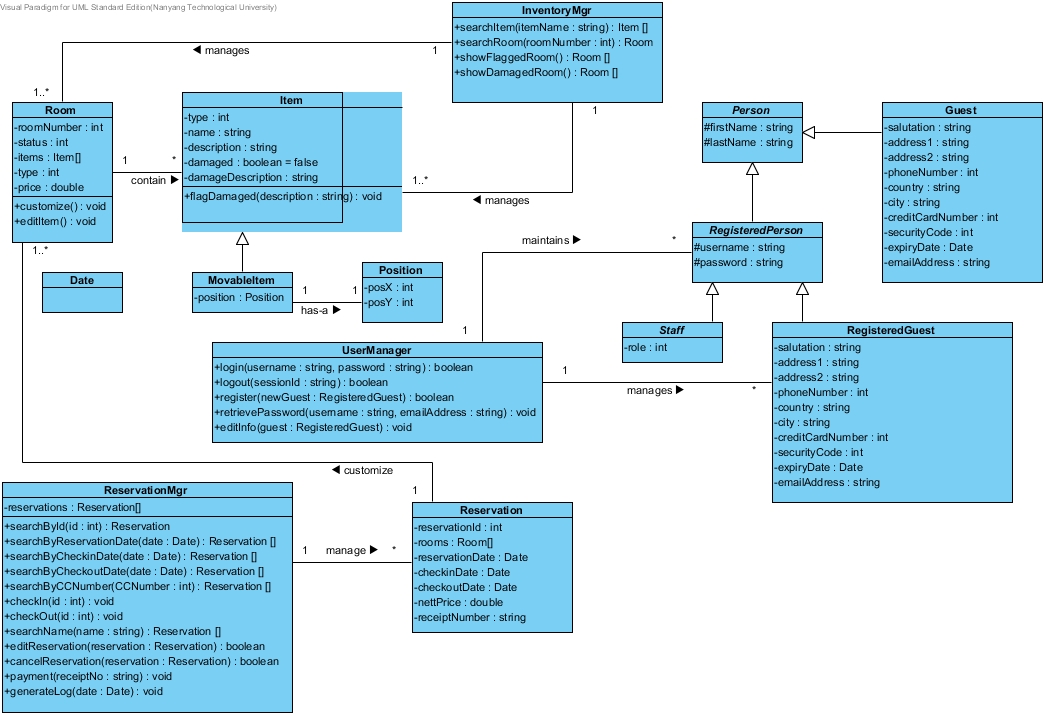 Visual Paradigm for UML Standard Edition(Nanyang Technological University)
InventoryMgr
+searchItem(itemName : string) : Item []
+searchRoom(roomNumber : int) : Room
+showFlaggedRoom() : Room []
+showDamagedRoom() : Room []
◀ manages
1
1..*
1
1..*
◀ manages
Room
-roomNumber : int
-status : int
-items : Item[]
-type : int
-price : double
+customize() : void
+editItem() : void
1
*
contain ▶
1..*
Item
-type : int
-name : string
-description : string
-damaged : boolean = false
-damageDescription : string
+flagDamaged(description : string) : void
Person
#firstName : string
#lastName : string
Guest
-salutation : string
-address1 : string
-address2 : string
-phoneNumber : int
-country : string
-city : string
-creditCardNumber : int
-securityCode : int
-expiryDate : Date
-emailAddress : string
RegisteredPerson
#username : string
#password : string
maintains ▶
*
1
Date
MovableItem
-position : Position
1
1
has-a ▶
Position
-posX : int
-posY : int
Staff
-role : int
RegisteredGuest
-salutation : string
-address1 : string
-address2 : string
-phoneNumber : int
-country : string
-city : string
-creditCardNumber : int
-securityCode : int
-expiryDate : Date
-emailAddress : string
UserManager
+login(username : string, password : string) : boolean
+logout(sessionId : string) : boolean
+register(newGuest : RegisteredGuest) : boolean
+retrievePassword(username : string, emailAddress : string) : void
+editInfo(guest : RegisteredGuest) : void
1
manages ▶
*
◀ customize
1
ReservationMgr
-reservations : Reservation[]
+searchById(id : int) : Reservation
+searchByReservationDate(date : Date) : Reservation []
+searchByCheckinDate(date : Date) : Reservation []
+searchByCheckoutDate(date : Date) : Reservation []
+searchByCCNumber(CCNumber : int) : Reservation []
+checkIn(id : int) : void
+checkOut(id : int) : void
+searchName(name : string) : Reservation []
+editReservation(reservation : Reservation) : boolean
+cancelReservation(reservation : Reservation) : boolean
+payment(receiptNo : string) : void
+generateLog(date : Date) : void
1
manage ▶
*
Reservation
-reservationId : int
-rooms : Room[]
-reservationDate : Date
-checkinDate : Date
-checkoutDate : Date
-nettPrice : double
-receiptNumber : string